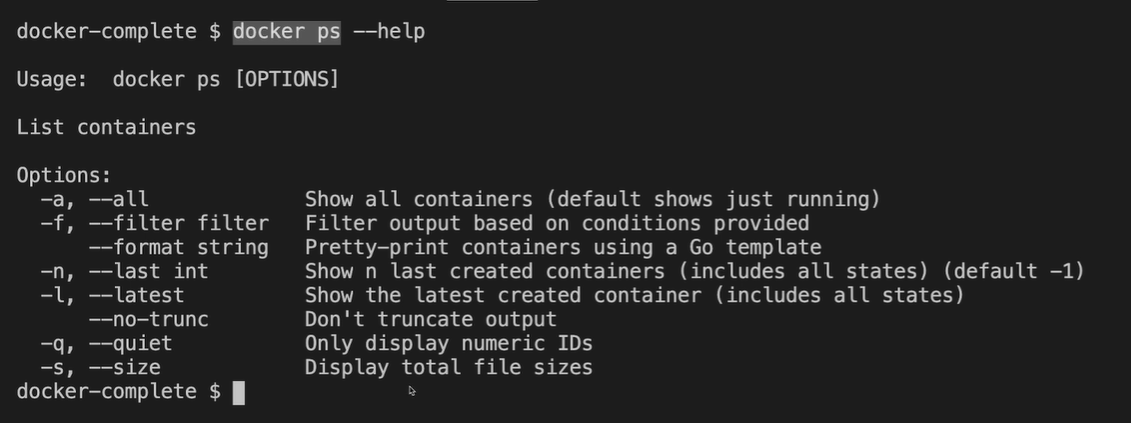 docker-complete $ docker ps --help
Usage:  docker ps [OPTIONS]
List containers
Options:
  -a, --all             Show all containers (default shows just running)
  -f, --filter filter   Filter output based on conditions provided
      --format string   Pretty-print containers using a Go template
  -n, --last int        Show n last created containers (includes all states) (default -1)
  -l, --latest          Show the latest created container (includes all states)
      --no-trunc        Don't truncate output
  -q, --quiet           Only display numeric IDs
  -s, --size            Display total file sizes
docker-complete $